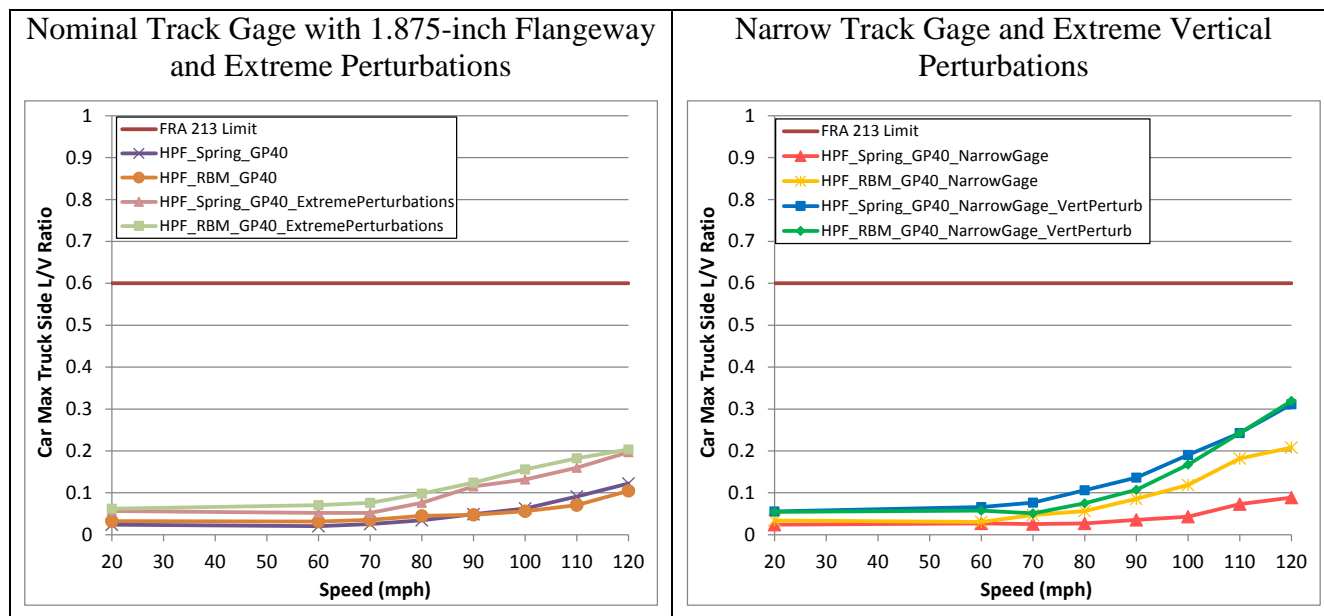 Nominal Track Gage with 1.875-inch Flangeway
and Extreme Perturbations
Car Max Truck Side L/V Ratio
1
0.9
0.8
0.7
0.6
0.5
0.4
0.3
0.2
0.1
0
FRA 213 Limit
HPF_Spring_GP40
HPF_RBM_GP40
HPF_Spring_GP40_ExtremePerturbations
HPF_RBM_GP40_ExtremePerturbations
20 30 40 50 60 70 80 90 100 110 120
Speed (mph)
Narrow Track Gage and Extreme Vertical
Perturbations
Car Max Truck Side L/V Ratio
1
0.9
0.8
0.7
0.6
0.5
0.4
0.3
0.2
0.1
0
FRA 213 Limit
HPF_Spring_GP40_NarrowGage
HPF_RBM_GP40_NarrowGage
HPF_Spring_GP40_NarrowGage_VertPerturb
HPF_RBM_GP40_NarrowGage_VertPerturb
20 30 40 50 60 70 80 90 100 110 120
Speed (mph)